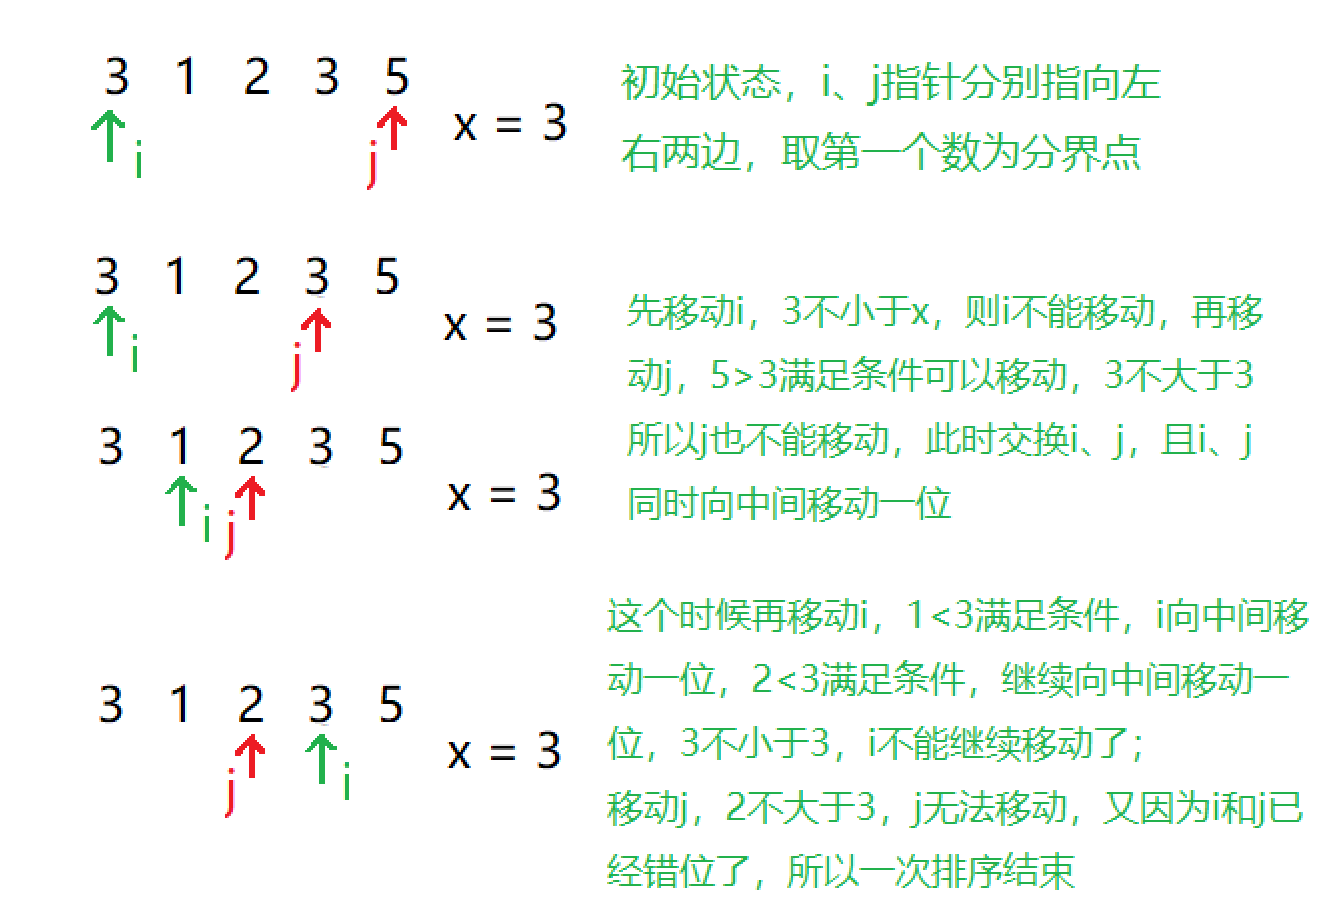 3 1 2 3 5
i
j
x = 3
初始状态，i、j指针分别指向左
右两边，取第一个数为分界点
3 1 2 3 5
i
j
x = 3
先移动i，3不小于x，则i不能移动，再移
动j，5>3满足条件可以移动，3不大于3
所以j也不能移动，此时交换i、j，且i、j
同时向中间移动一位
3 1 2 3 5
i
j
x = 3
3 1 2 3 5
j
i
x = 3
这个时候再移动i，1<3满足条件，i向中间移
动一位，2<3满足条件，继续向中间移动一
位，3不小于3，i不能继续移动了；
移动j，2不大于3，j无法移动，又因为i和j已
经错位了，所以一次排序结束